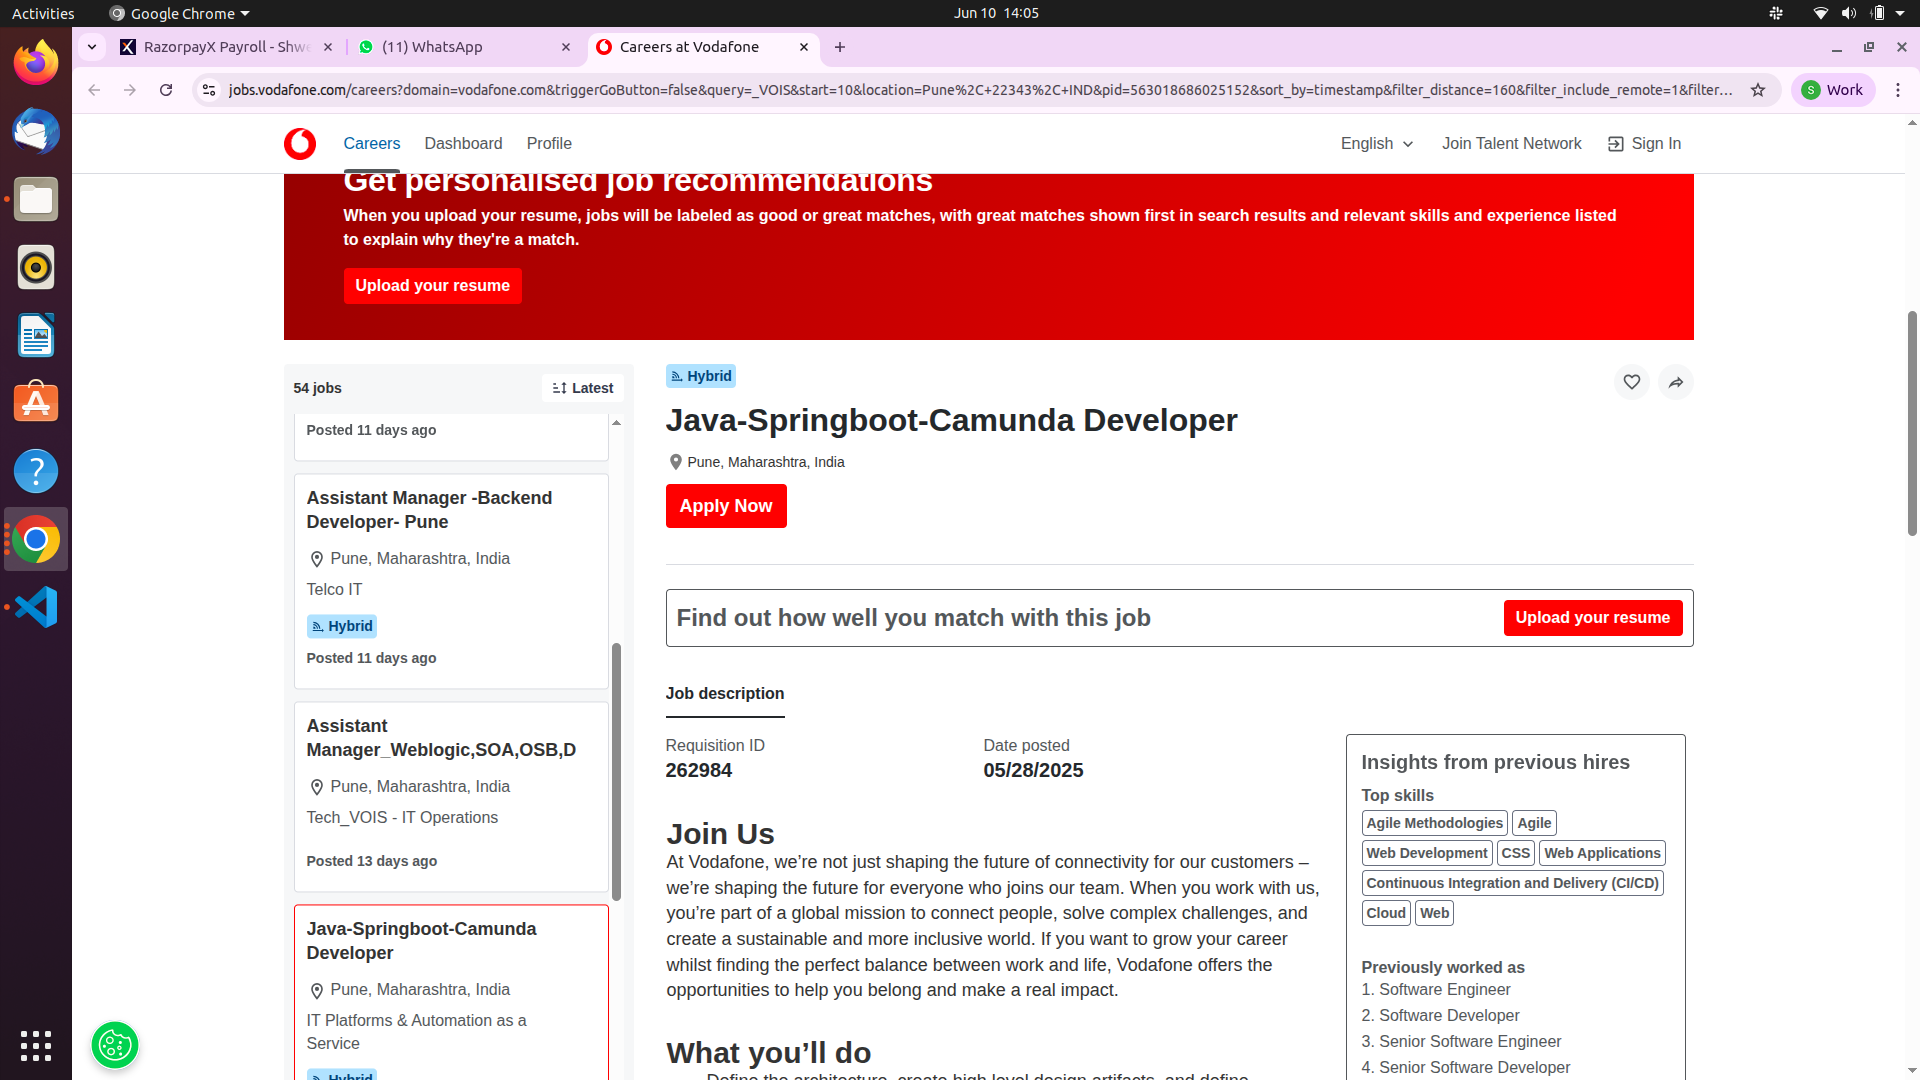 Activities
Google Chrome
Jun 10 14:05
RazorpayX Payroll - Shwe
(11) WhatsApp
Careers at Vodafone
jobs.vodafone.com/careers?domain=vodafone.com&triggerGoButton=false&query=_VOIS&start=10&location=Pune%2C+22343%2C+IND&pid=563018686025152&sort_by=timestamp&filter_distance=160&filter_include_remote=1&filter...
S Work
Careers
Dashboard
Profile
English
Join Talent Network
Sign In
Get personalised job recommendations
When you upload your resume, jobs will be labeled as good or great matches, with great matches shown first in search results and relevant skills and experience listed
to explain why they're a match.
Upload your resume
54 jobs
Latest
Posted 11 days ago
Assistant Manager -Backend
Developer- Pune
Pune, Maharashtra, India
Telco IT
Hybrid
Posted 11 days ago
Assistant
Manager_Weblogic,SOA,OSB,D
Pune, Maharashtra, India
Tech_VOIS - IT Operations
Posted 13 days ago
Java-Springboot-Camunda
Developer
Pune, Maharashtra, India
IT Platforms & Automation as a
Service
Hybrid
Hybrid
Java-Springboot-Camunda Developer
Pune, Maharashtra, India
Apply Now
Find out how well you match with this job
Upload your resume
Job description
Requisition ID
262984
Date posted
05/28/2025
Join Us
At Vodafone, we’re not just shaping the future of connectivity for our customers –
we’re shaping the future for everyone who joins our team. When you work with us,
you’re part of a global mission to connect people, solve complex challenges, and
create a sustainable and more inclusive world. If you want to grow your career
whilst finding the perfect balance between work and life, Vodafone offers the
opportunities to help you belong and make a real impact.
What you’ll do
Define the architecture, create high level design artifacts, and define
Insights from previous hires
Top skills
Agile Methodologies
Agile
Web Development
CSS
Web Applications
Continuous Integration and Delivery (CI/CD)
Cloud
Web
Previously worked as
1. Software Engineer
2. Software Developer
3. Senior Software Engineer
4. Senior Software Developer